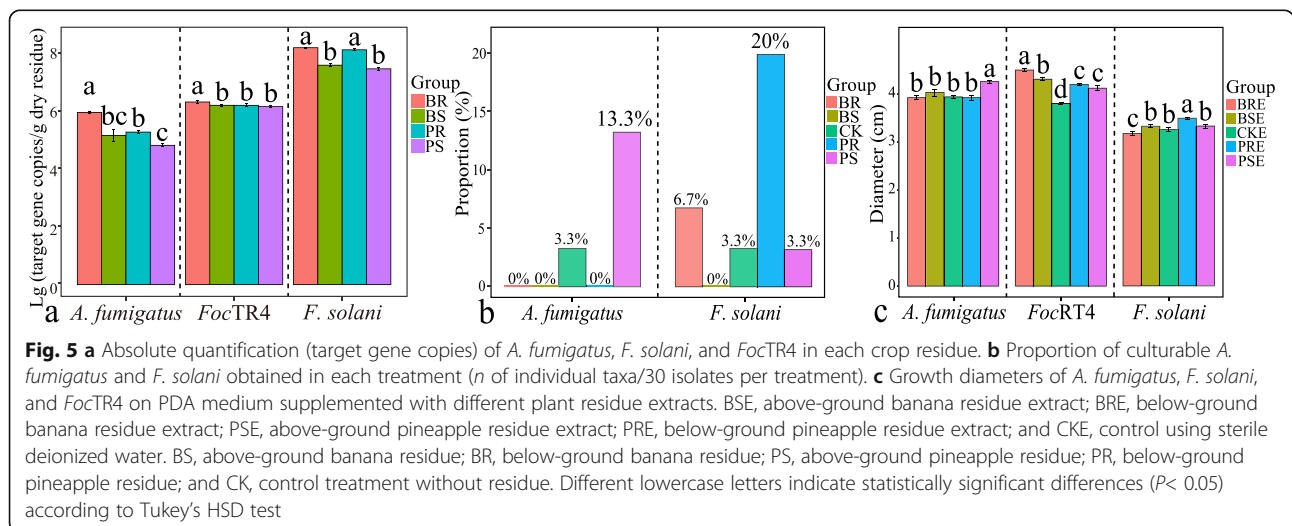 a a a
a b b b b b
a bc b c
8
6
4
2
0
Lg (target gene copies/g dry residue)
Group
BR
BS
PR
PS
A. fumigatus FocTR4 F. solani
a
20
15
10
5
0
Proportion (%)
20%
13.3%
6.7%
3.3% 3.3% 3.3%
0% 0% 0% 0%
Group
BR
BS
CK
PR
PS
A. fumigatus F. solani
b
4
3
2
1
0
Diameter (cm)
b b b b a
a b d c c
c b b a b
Group
BRE
BSE
CKE
PRE
PSE
A. fumigatus FocRT4 F. solani
c
Fig. 5 a Absolute quantification (target gene copies) of A. fumigatus, F. solani, and FocTR4 in each crop residue. b Proportion of culturable A.
fumigatus and F. solani obtained in each treatment (n of individual taxa/30 isolates per treatment). c Growth diameters of A. fumigatus, F. solani,
and FocTR4 on PDA medium supplemented with different plant residue extracts. BSE, above-ground banana residue extract; BRE, below-ground
banana residue extract; PSE, above-ground pineapple residue extract; PRE, below-ground pineapple residue extract; and CKE, control using sterile
deionized water. BS, above-ground banana residue; BR, below-ground banana residue; PS, above-ground pineapple residue; PR, below-ground
pineapple residue; and CK, control treatment without residue. Different lowercase letters indicate statistically significant differences (P< 0.05)
according to Tukey's HSD test